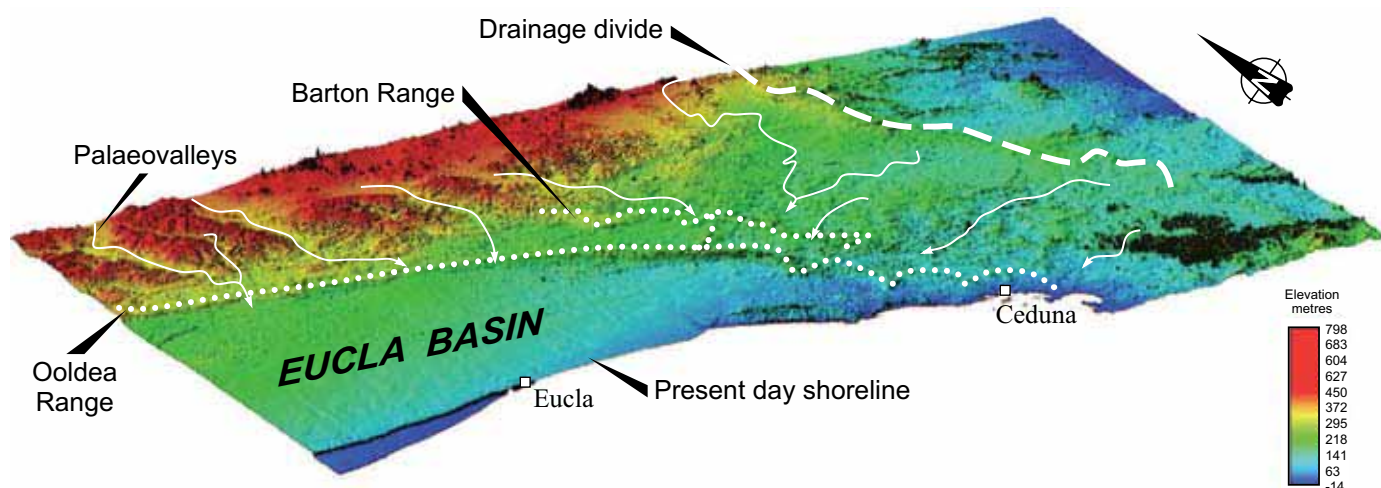 Drainage divide
Barton Range
Palaeovalleys
N
Ooldea
Range
EUCLA BASIN
Eucla
Present day shoreline
Ceduna
Elevation
metres
798
683
604
627
450
372
295
218
141
63
-14